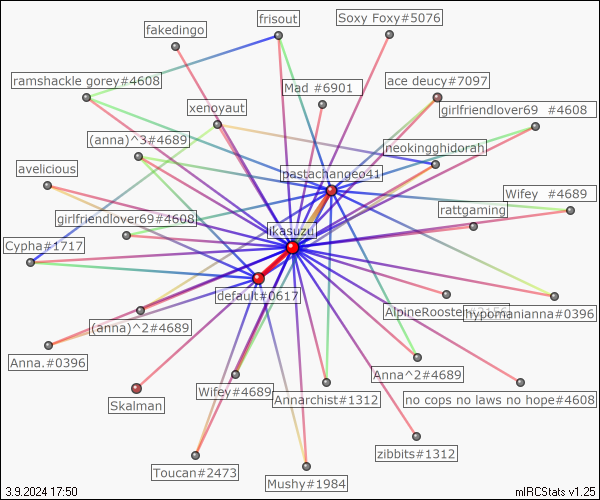 frisout
Soxy Foxy#5076
fakedingo
ramshackle gorey#4608
Mad #6901
ace deucy#7097
xenoyaut
girlfriendlover69 #4608
(anna)^3#4689
neokingghidorah
avelicious
pastachangeo41
Wifey #4689
girlfriendlover69#4608
rattgaming
ikasuzu
Cypha#1717
default#0617
AlpineRooster
hypomanianna#0396
(anna)^2#4689
Anna.#0396
Anna^2#4689
Wifey#4689
Annarchist#1312
no cops no laws no hope#4608
Skalman
zibbits#1312
Toucan#2473
Mushy#1984
3.9.2024 17:50
mIRCStats v1.25